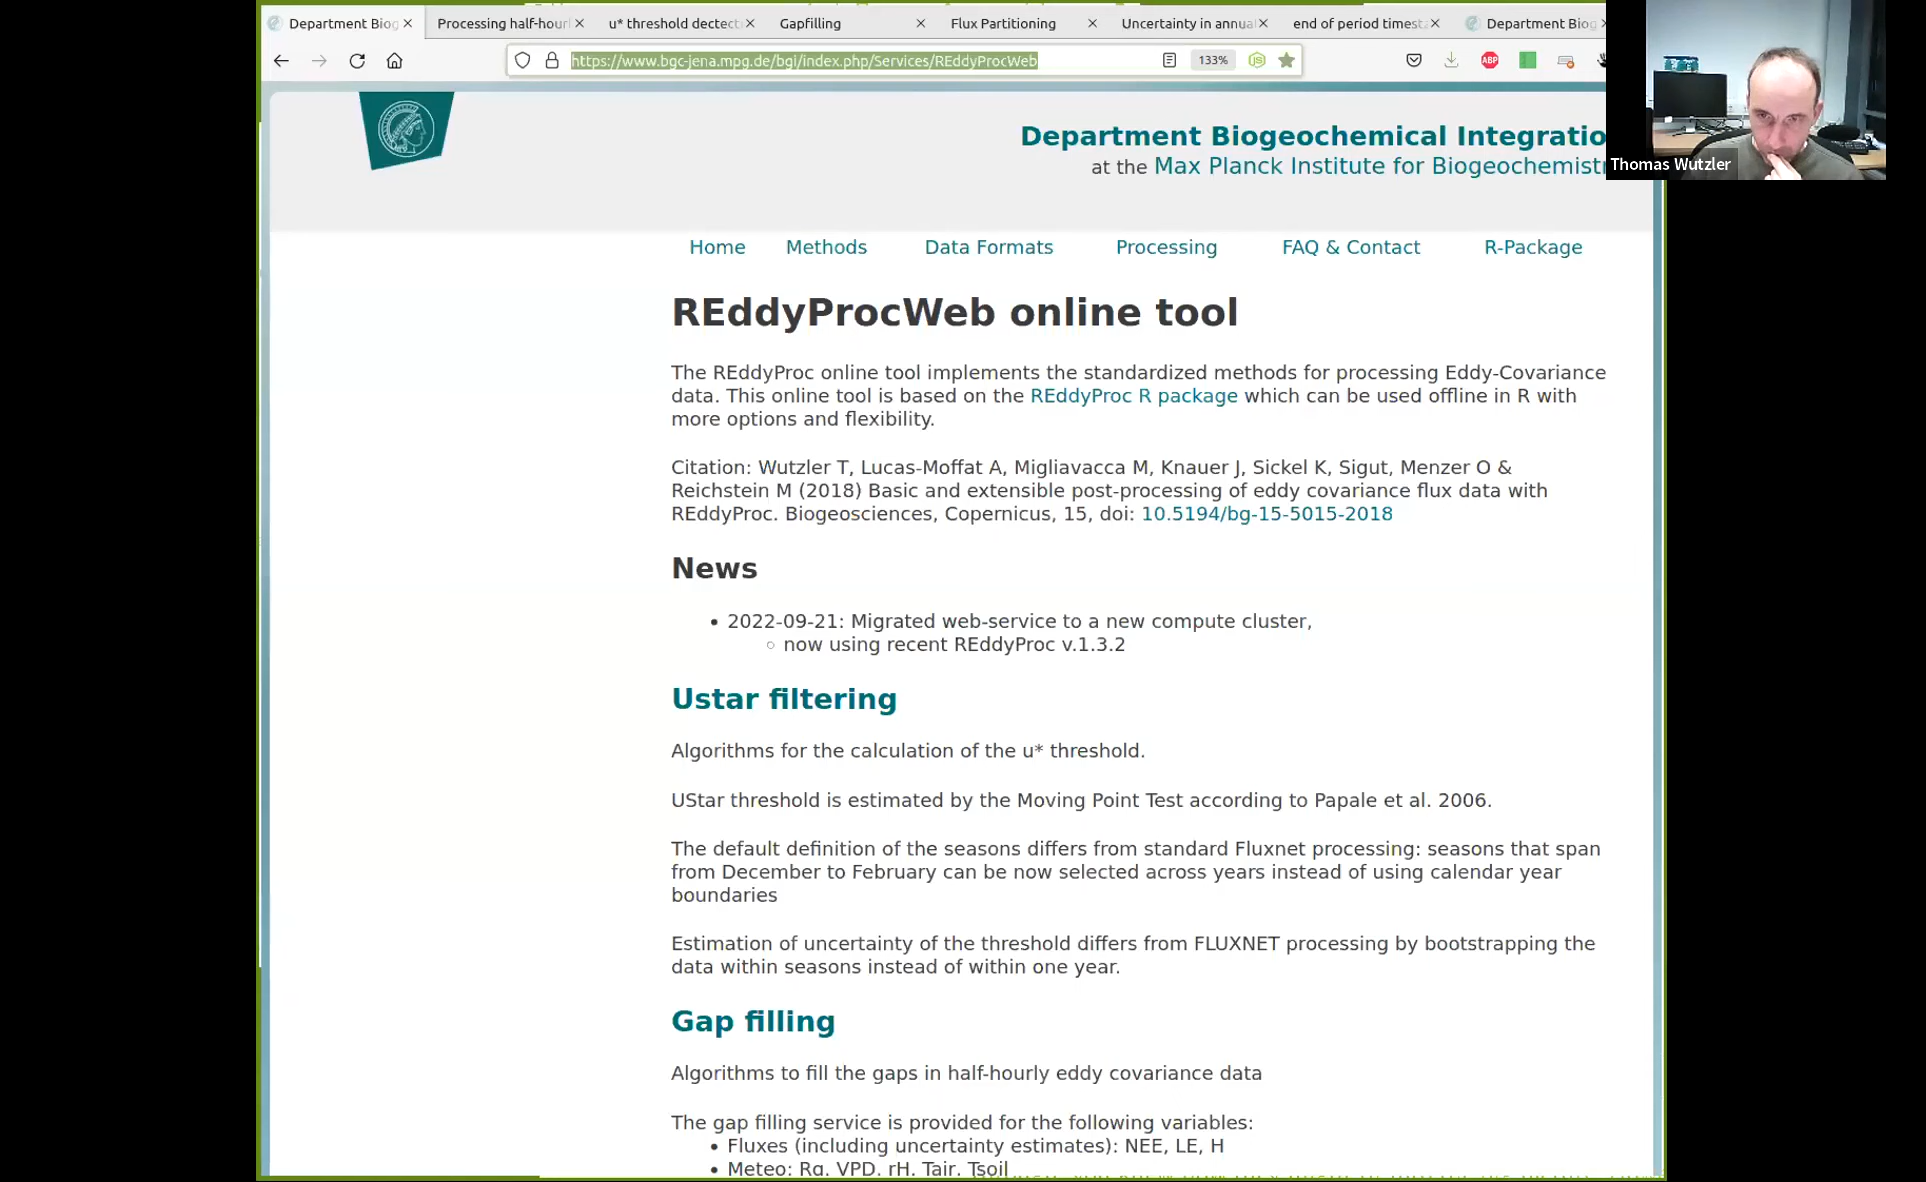 Department Biog
Processing half-hourl
u* threshold dectect
Gapfilling
Flux Partitioning
Uncertainty in annua
end of period timesta
Department Biog
https://www.bgc-jena.mpg.de/bgi/index.php/Services/REddyProcWeb
133%
JS
ABP
Department Biogeochemical Integratio
at the Max Planck Institute for Biogeochemistr
Thomas Wutzler
Home
Methods
Data Formats
Processing
FAQ & Contact
R-Package
REddyProcWeb online tool
The REddyProc online tool implements the standardized methods for processing Eddy-Covariance
data. This online tool is based on the REddyProc R package which can be used offline in R with
more options and flexibility.
Citation: Wutzler T, Lucas-Moffat A, Migliavacca M, Knauer J, Sickel K, Sigut, Menzer O &
Reichstein M (2018) Basic and extensible post-processing of eddy covariance flux data with
REddyProc. Biogeosciences, Copernicus, 15, doi: 10.5194/bg-15-5015-2018
News
• 2022-09-21: Migrated web-service to a new compute cluster,
○ now using recent REddyProc v.1.3.2
Ustar filtering
Algorithms for the calculation of the u* threshold.
UStar threshold is estimated by the Moving Point Test according to Papale et al. 2006.
The default definition of the seasons differs from standard Fluxnet processing: seasons that span
from December to February can be now selected across years instead of using calendar year
boundaries
Estimation of uncertainty of the threshold differs from FLUXNET processing by bootstrapping the
data within seasons instead of within one year.
Gap filling
Algorithms to fill the gaps in half-hourly eddy covariance data
The gap filling service is provided for the following variables:
• Fluxes (including uncertainty estimates): NEE, LE, H
• Meteo: Rg, VPD, rH, Tair, Tsoil